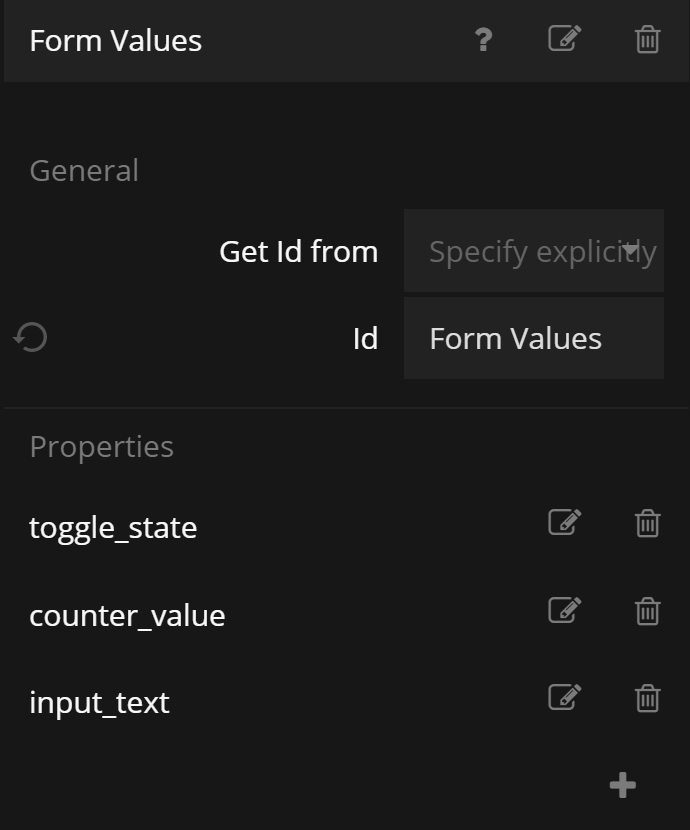 Form Values ?
General
Get Id from Specify explicitly
Id Form Values
Properties
toggle_state
counter_value
input_text